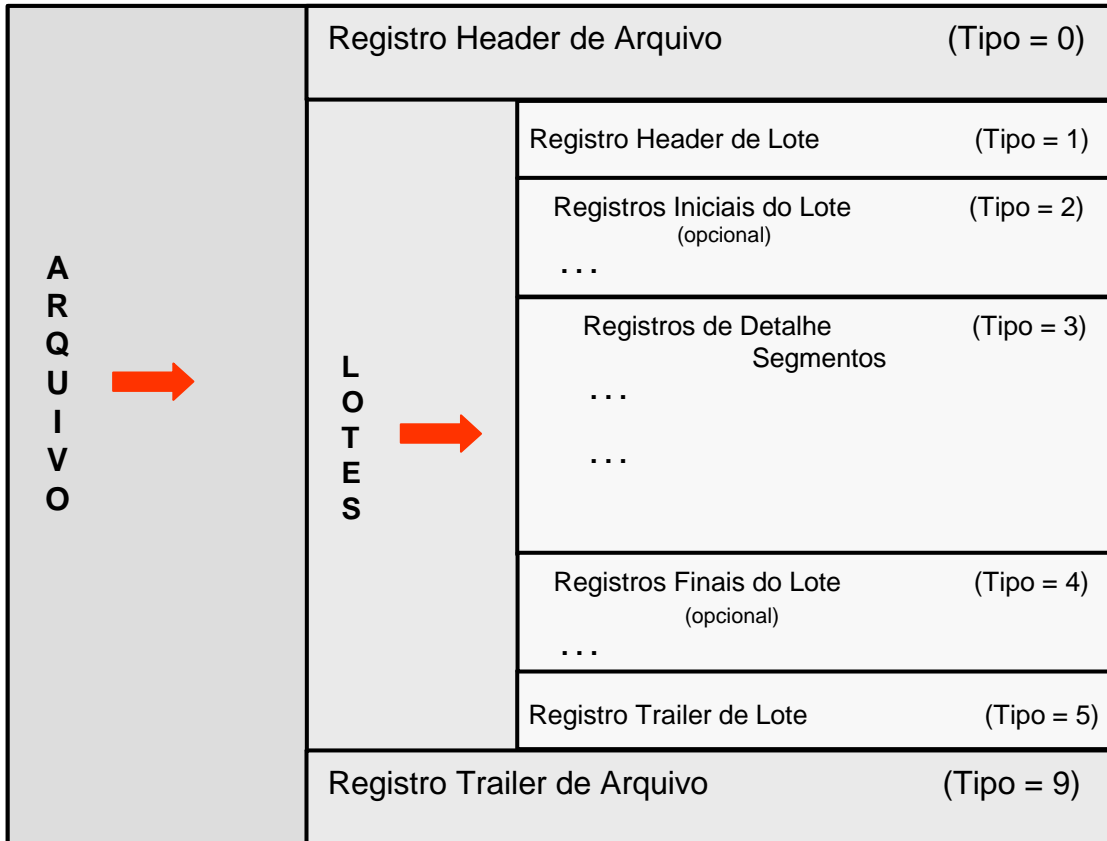 Registro Header de Arquivo (Tipo = 0)
Registro Header de Lote (Tipo = 1)
Registros Iniciais do Lote (Tipo = 2)
(opcional)
. . .
ARQUIVO
LOTES
Registros de Detalhe (Tipo = 3)
Segmentos
. . .
. . .
Registros Finais do Lote (Tipo = 4)
(opcional)
. . .
Registro Trailer de Lote (Tipo = 5)
Registro Trailer de Arquivo (Tipo = 9)